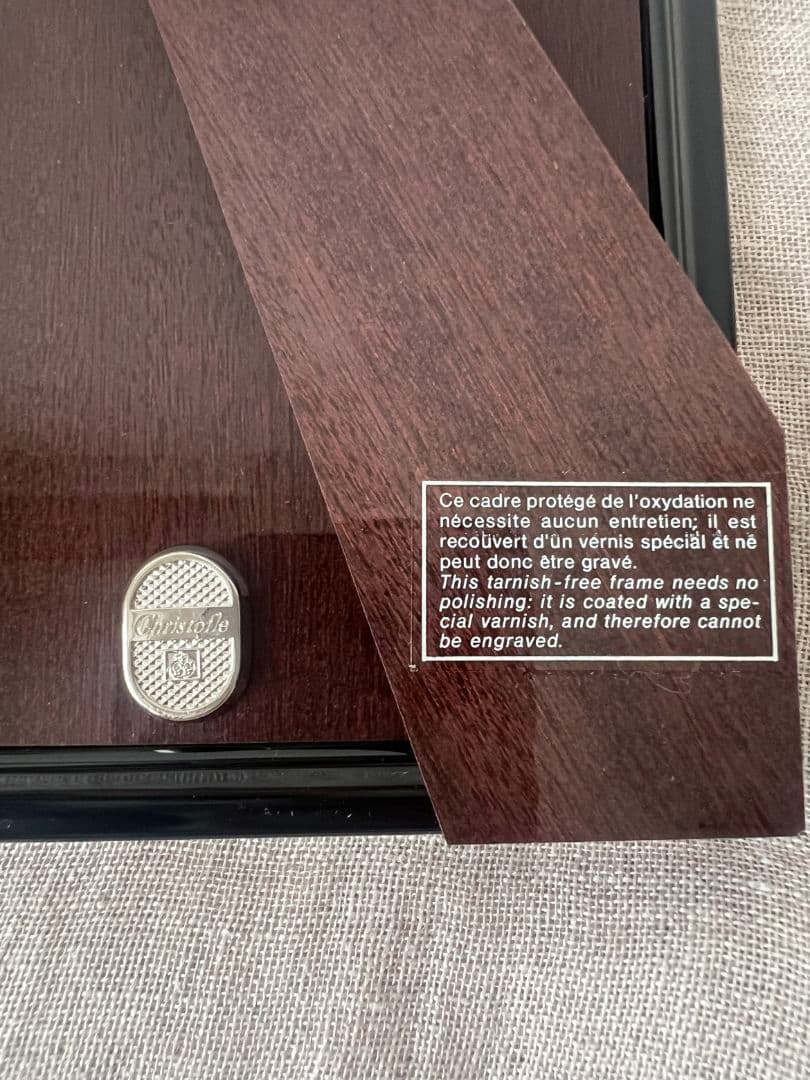 Ce cadre protégé de l'oxydation ne
nécessite aucun entretien; il est
recouvert d'un vernis spécial et ne
peut donc être gravé.
This tarnish-free frame needs no
polishing: it is coated with a spe-
cial varnish, and therefore cannot
be engraved.
Christofle